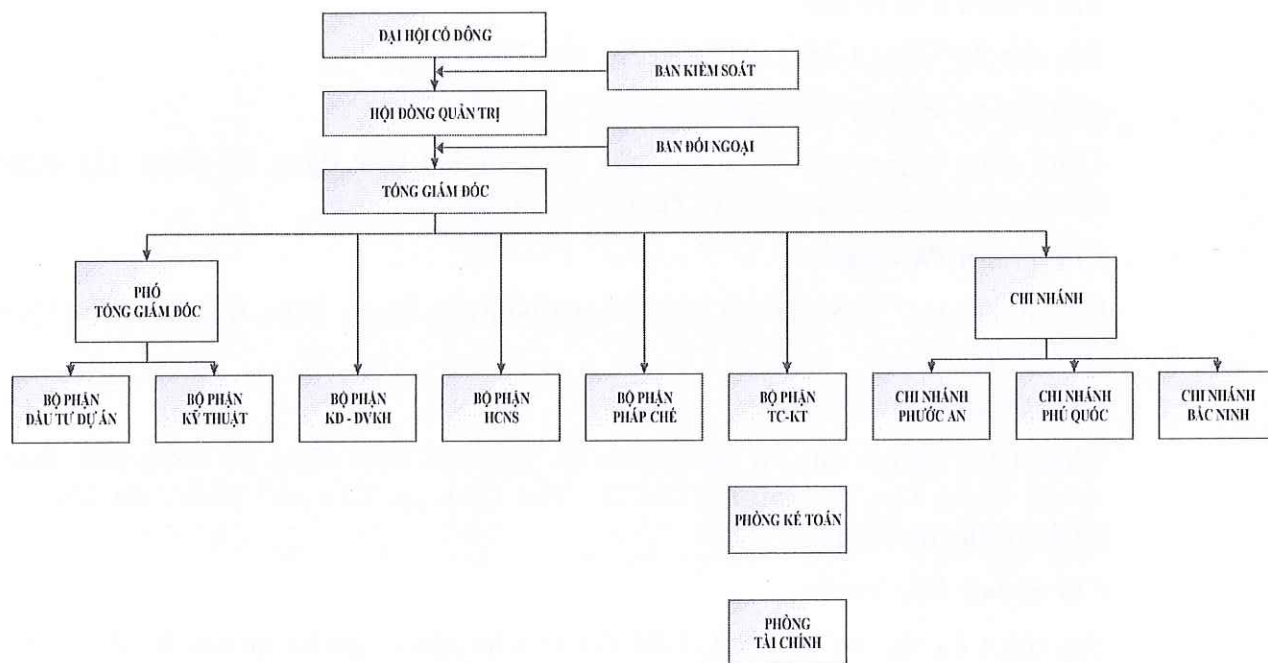 ĐẠI HỘI CỔ ĐÔNG
BAN KIỂM SOÁT
HỘI ĐỒNG QUẢN TRỊ
BAN ĐỐI NGOẠI
TỔNG GIÁM ĐỐC
PHÓ
TỔNG GIÁM ĐỐC
CHI NHÁNH
BỘ PHẬN
ĐẦU TƯ DỰ ÁN
BỘ PHẬN
KỸ THUẬT
BỘ PHẬN
KD - DVKH
BỘ PHẬN
HCNS
BỘ PHẬN
PHÁP CHẾ
BỘ PHẬN
TC-KT
CHI NHÁNH
PHƯỚC AN
CHI NHÁNH
PHÚ QUỐC
CHI NHÁNH
BẮC NINH
PHÒNG KẾ TOÁN
PHÒNG
TÀI CHÍNH